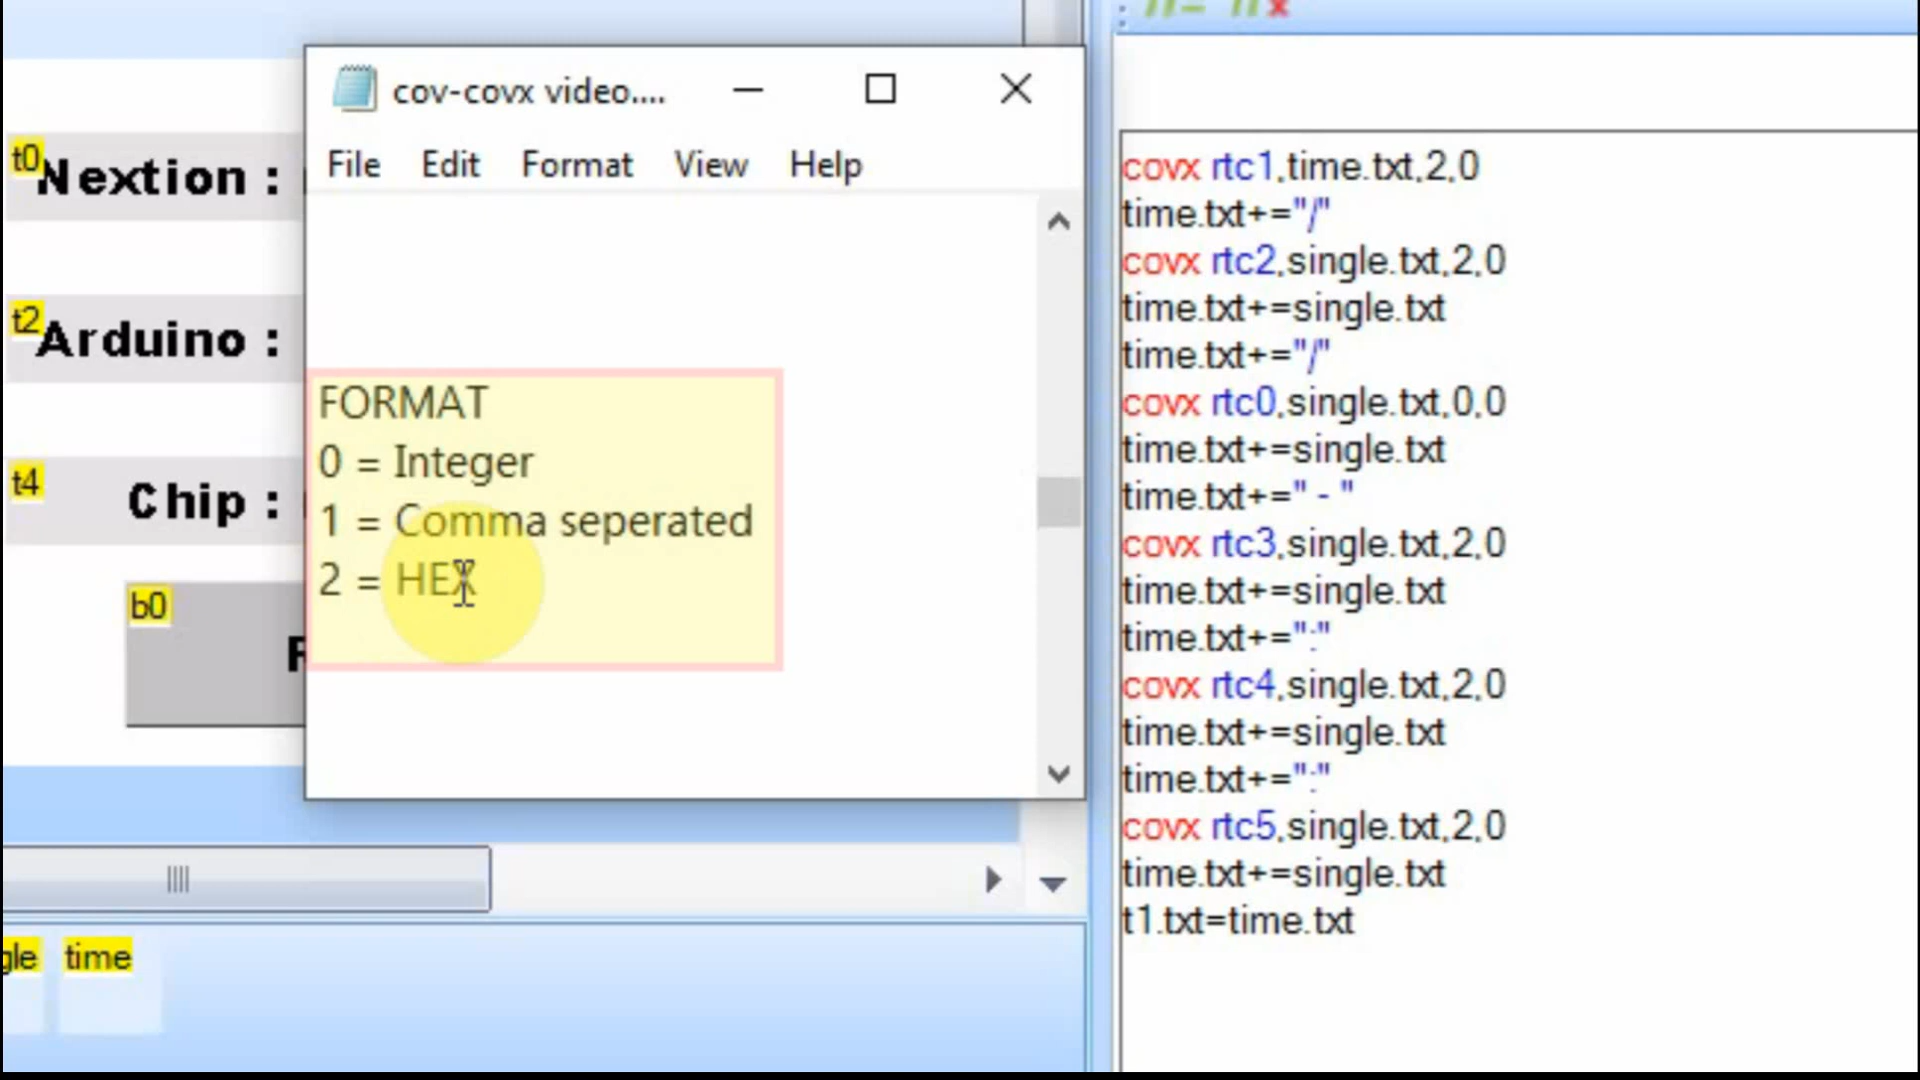 cov-covx video....
File Edit Format View Help
FORMAT
0 = Integer
1 = Comma seperated
2 = HEX
t0
Nextion :
t2
Arduino :
t4
Chip :
b0
gle
time
covx rtc1,time.txt,2,0
time.txt+="/"
covx rtc2,single.txt,2,0
time.txt+=single.txt
time.txt+="/"
covx rtc0,single.txt,0,0
time.txt+=single.txt
time.txt+=" - "
covx rtc3,single.txt,2,0
time.txt+=single.txt
time.txt+=":"
covx rtc4,single.txt,2,0
time.txt+=single.txt
time.txt+=":"
covx rtc5,single.txt,2,0
time.txt+=single.txt
t1.txt=time.txt